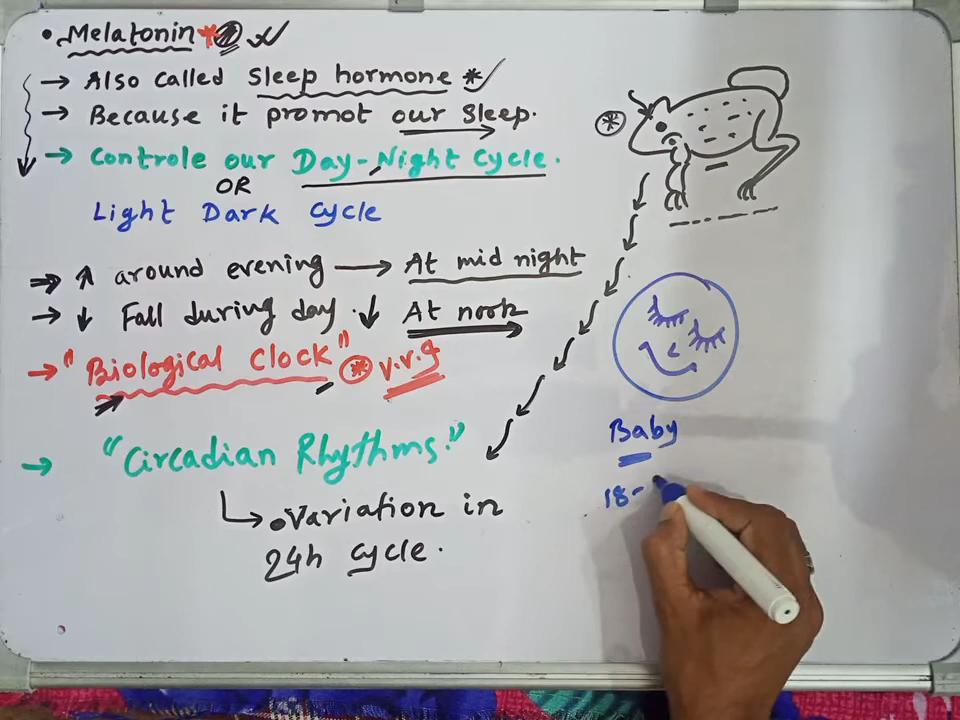 • Melatonin
→ Also called Sleep hormone
→ Because it promot our Sleep.
→ Controle our Day-Night Cycle.
OR
Light Dark Cycle
→ ↑ around evening → At mid night
→ ↓ Fall during day. ↓ At noon
→ "Biological Clock" v.v.g
→ "Circadian Rhythms."
Variation in
24h cycle.
Baby
18-